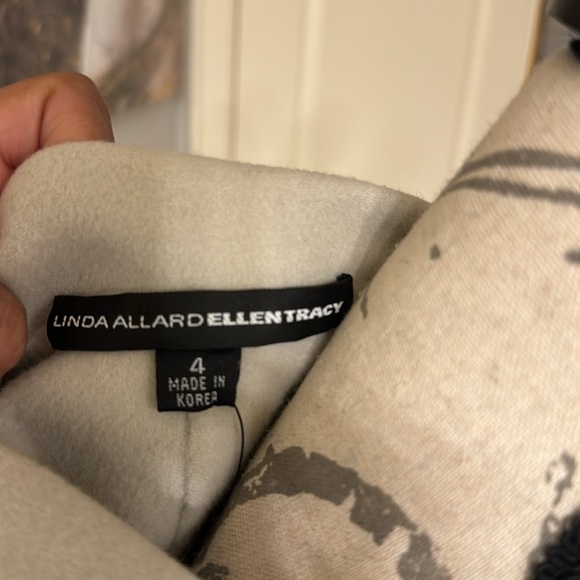 LINDA ALLARD ELLEN TRACY
4
MADE IN
KOREA